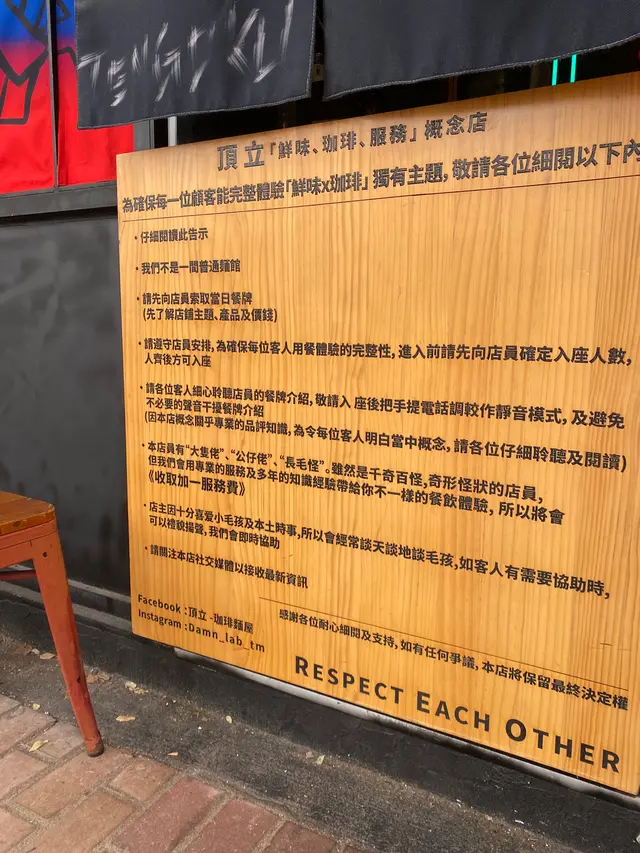 頂立「鮮味、珈琲、服務」概念店
為確保每一位顧客能完整體驗「鮮味x珈琲」獨有主題，敬請各位細閱以下內
・仔細閱讀此告示
・我們不是一間普通麵館
・請先向店員索取當日餐牌
(先了解店鋪主題、產品及價錢)
・請遵守店員安排，為確保每位客人用餐體驗的完整性，進入前請先向店員確定入座人數，
人齊後方可入座
・請各位客人細心聆聽店員的餐牌介紹，敬請入座後把手提電話調較作靜音模式，及避免
不必要的聲音干擾餐牌介紹
(因本店概念關乎專業的品評知識，為令每位客人明白當中概念，請各位仔細聆聽及閱讀)
・本店員有“大隻佬”、“公仔佬”、“長毛怪”。雖然是千奇百怪，奇形怪狀的店員，
但我們會用專業的服務及多年的知識經驗帶給你不一樣的餐飲體驗，所以將會
《收取加一服務費》
・店主因十分喜爱小毛孩及本土時事，所以會經常談天談地談毛孩，如客人有需要協助時，
可以禮貌揚聲，我們會即時協助
・請關注本店社交媒體以接收最新資訊
Facebook :頂立 -珈琲麵屋
Instagram :Damn_lab_tm
感謝各位耐心細閱及支持，如有任何爭議，本店將保留最終決定權
RESPECT EACH OTHER